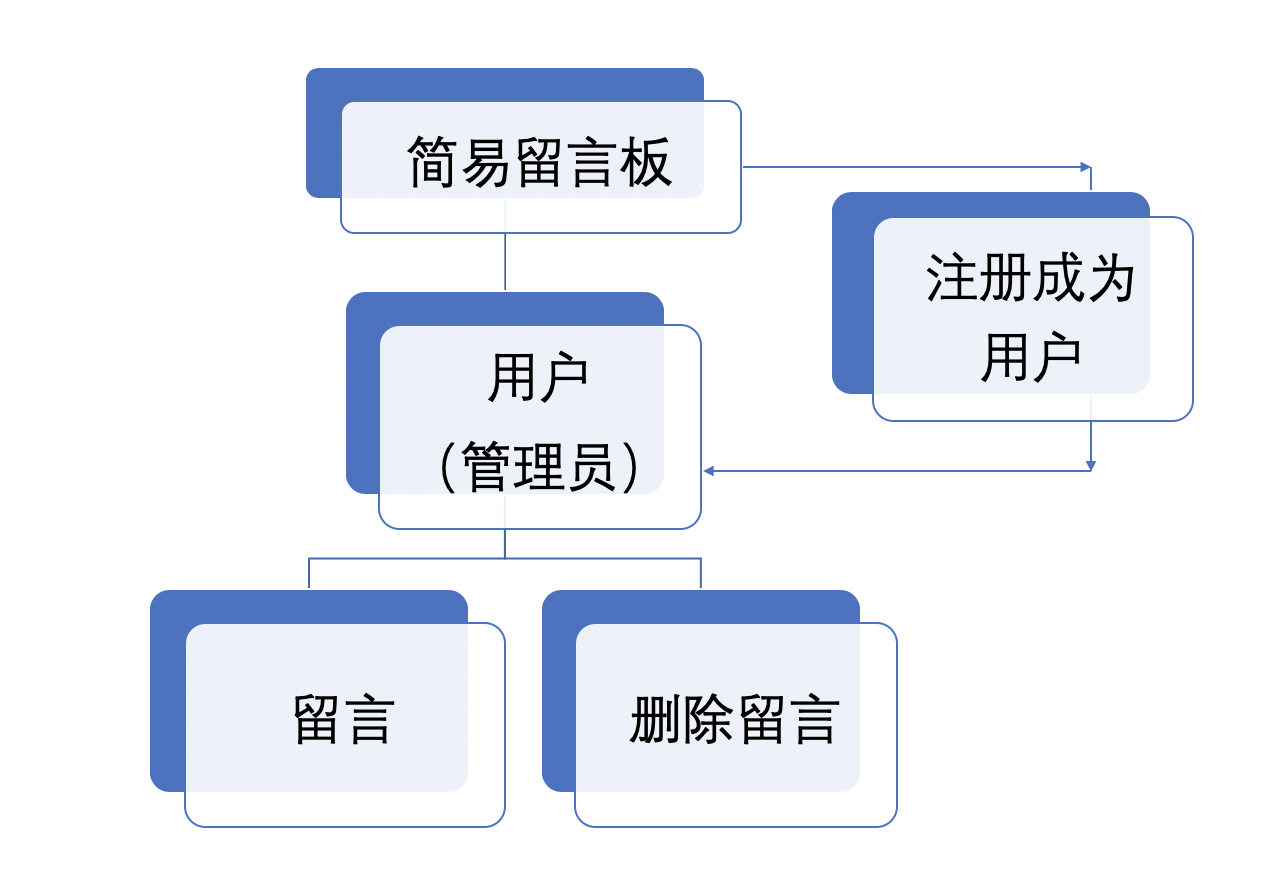 简易留言板
注册成为
用户
用户
（管理员）
留言
删除留言